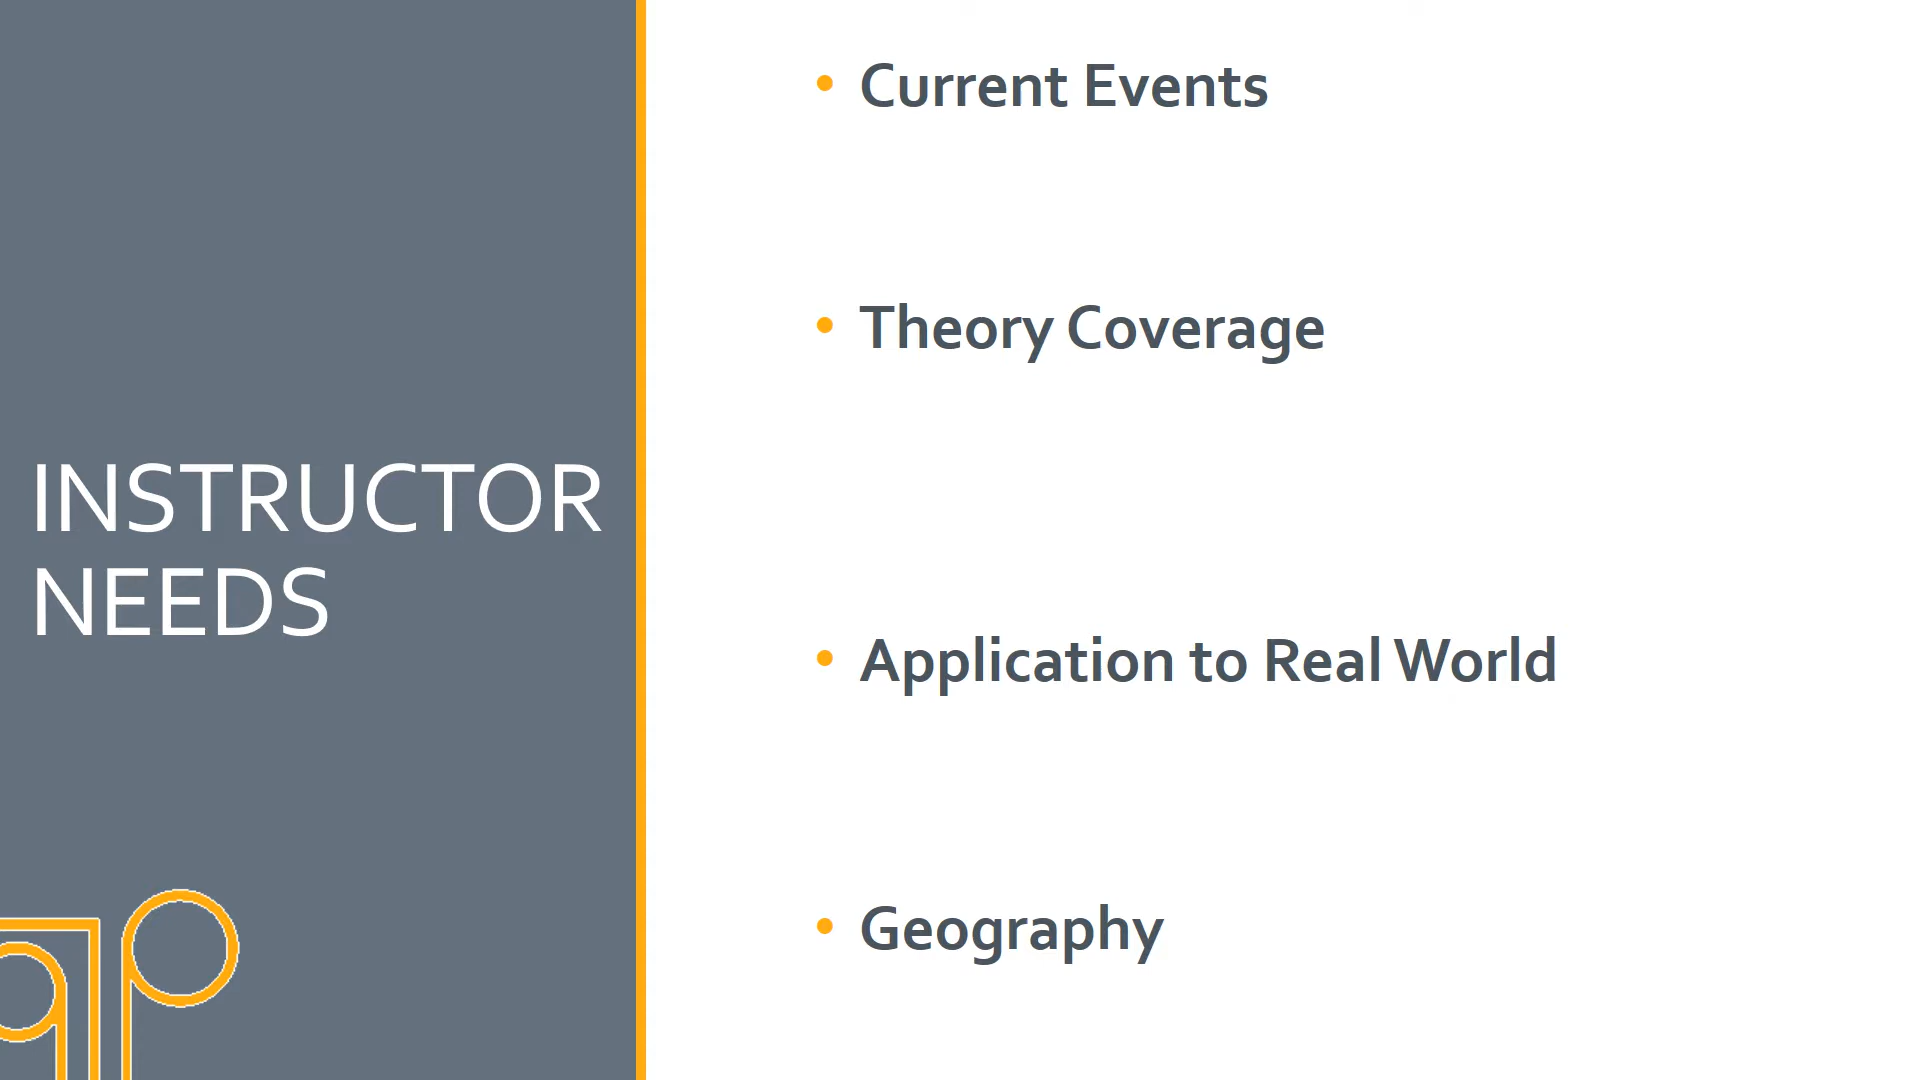 INSTRUCTOR
NEEDS
• Current Events
• Theory Coverage
• Application to Real World
• Geography